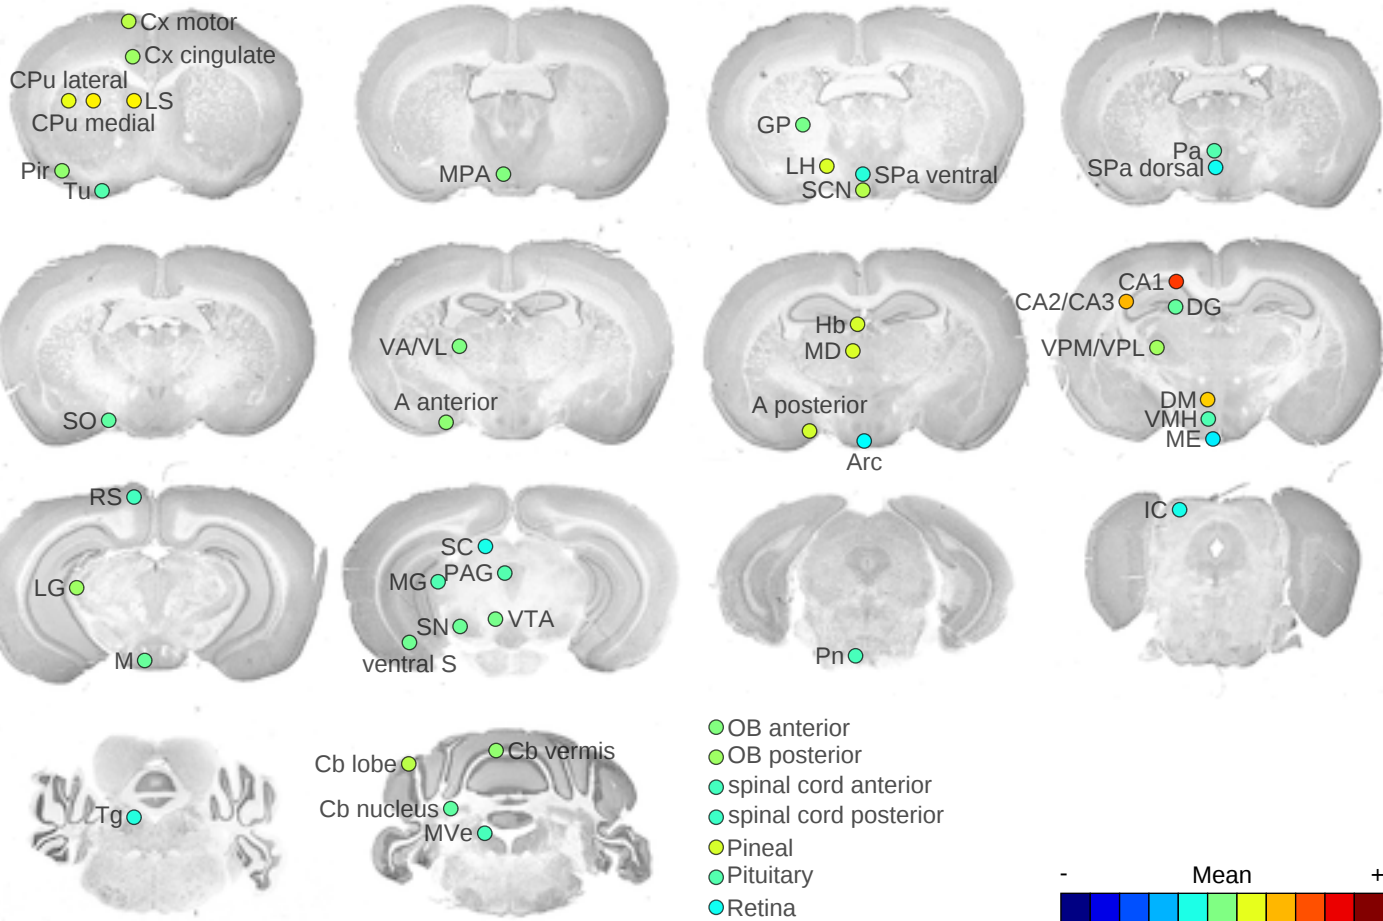 Cx motor
Cx cingulate
CPu lateral
LS
CPu medial
Pir
Tu
MPA
GP
LH
SPa ventral
SCN
Pa
SPa dorsal
SO
VA/VL
A anterior
Hb
MD
A posterior
Arc
CA1
CA2/CA3
DG
VPM/VPL
DM
VMH
ME
RS
LG
M
SC
PAG
MG
VTA
SN
ventral S
Pn
IC
Tg
Cb vermis
Cb lobe
Cb nucleus
MVe
OB anterior
OB posterior
spinal cord anterior
spinal cord posterior
Pineal
Pituitary
Retina
- Mean +